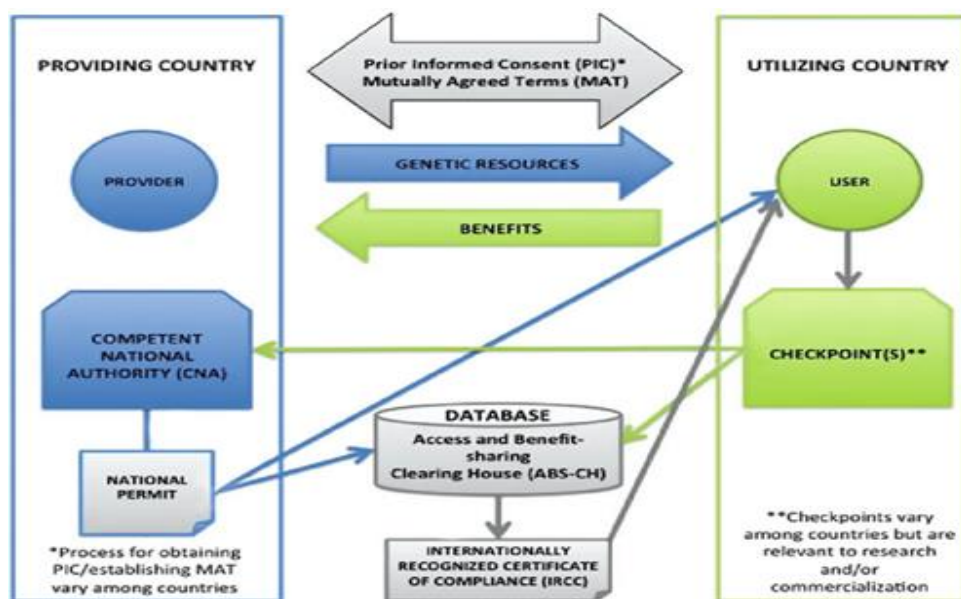 PROVIDING COUNTRY
Prior Informed Consent (PIC)*
Mutually Agreed Terms (MAT)
UTILIZING COUNTRY
PROVIDER
GENETIC RESOURCES
BENEFITS
USER
COMPETENT
NATIONAL
AUTHORITY (CNA)
CHECKPOINT(S)**
NATIONAL
PERMIT
DATABASE
Access and Benefit-
sharing
Clearing House (ABS-CH)
INTERNATIONALLY
RECOGNIZED CERTIFICATE
OF COMPLIANCE (IRCC)
*Process for obtaining
PIC/establishing MAT
vary among countries
**Checkpoints vary
among countries but are
relevant to research
and/or
commercialization